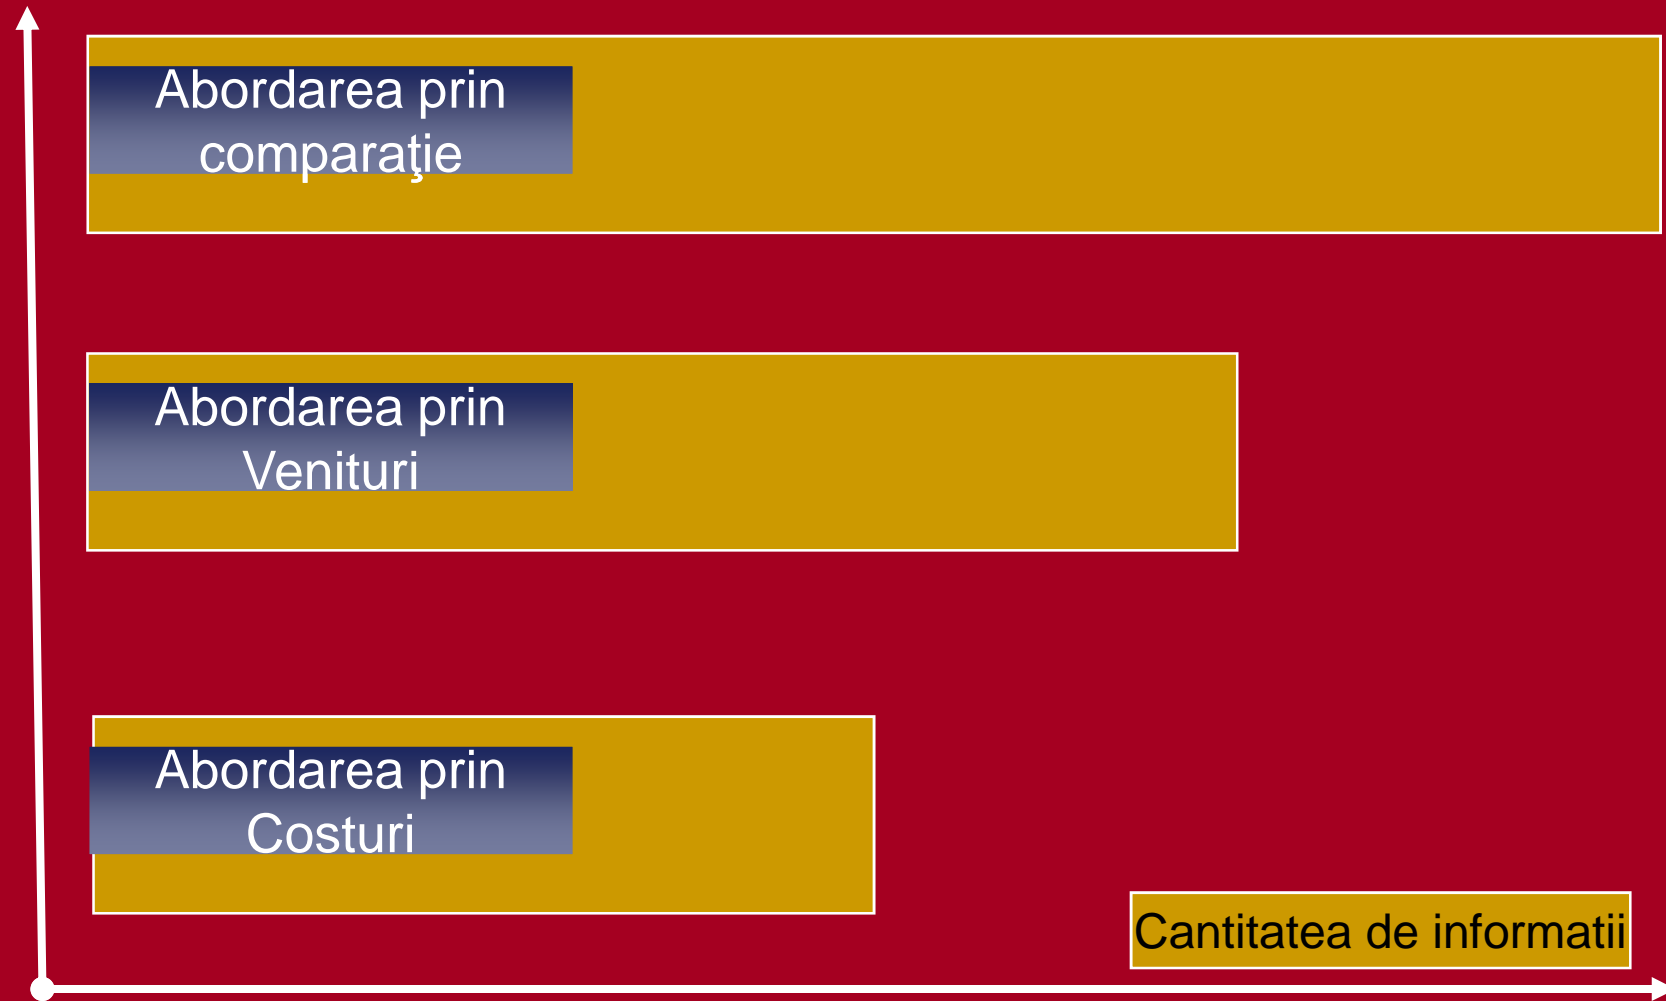 Abordarea prin
comparaţie
Abordarea prin
Venituri
Abordarea prin
Costuri
Cantitatea de informatii